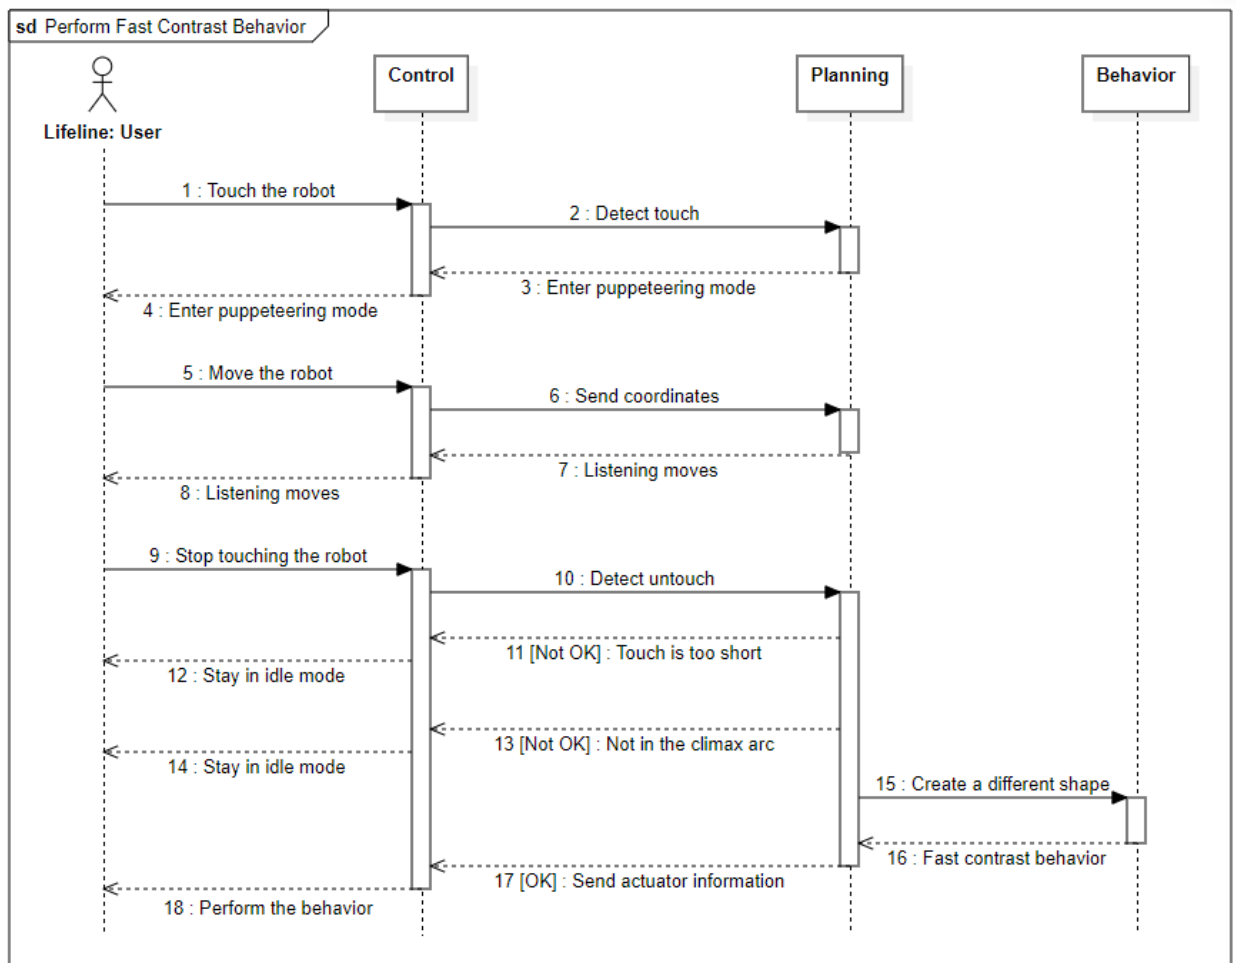 sd Perform Fast Contrast Behavior
Control
Planning
Behavior
Lifeline: User
1 : Touch the robot
2 : Detect touch
3 : Enter puppeteering mode
4 : Enter puppeteering mode
5 : Move the robot
6 : Send coordinates
7 : Listening moves
8 : Listening moves
9 : Stop touching the robot
10 : Detect untouch
11 [Not OK] : Touch is too short
12 : Stay in idle mode
13 [Not OK] : Not in the climax arc
14 : Stay in idle mode
15 : Create a different shape
16 : Fast contrast behavior
17 [OK] : Send actuator information
18 : Perform the behavior